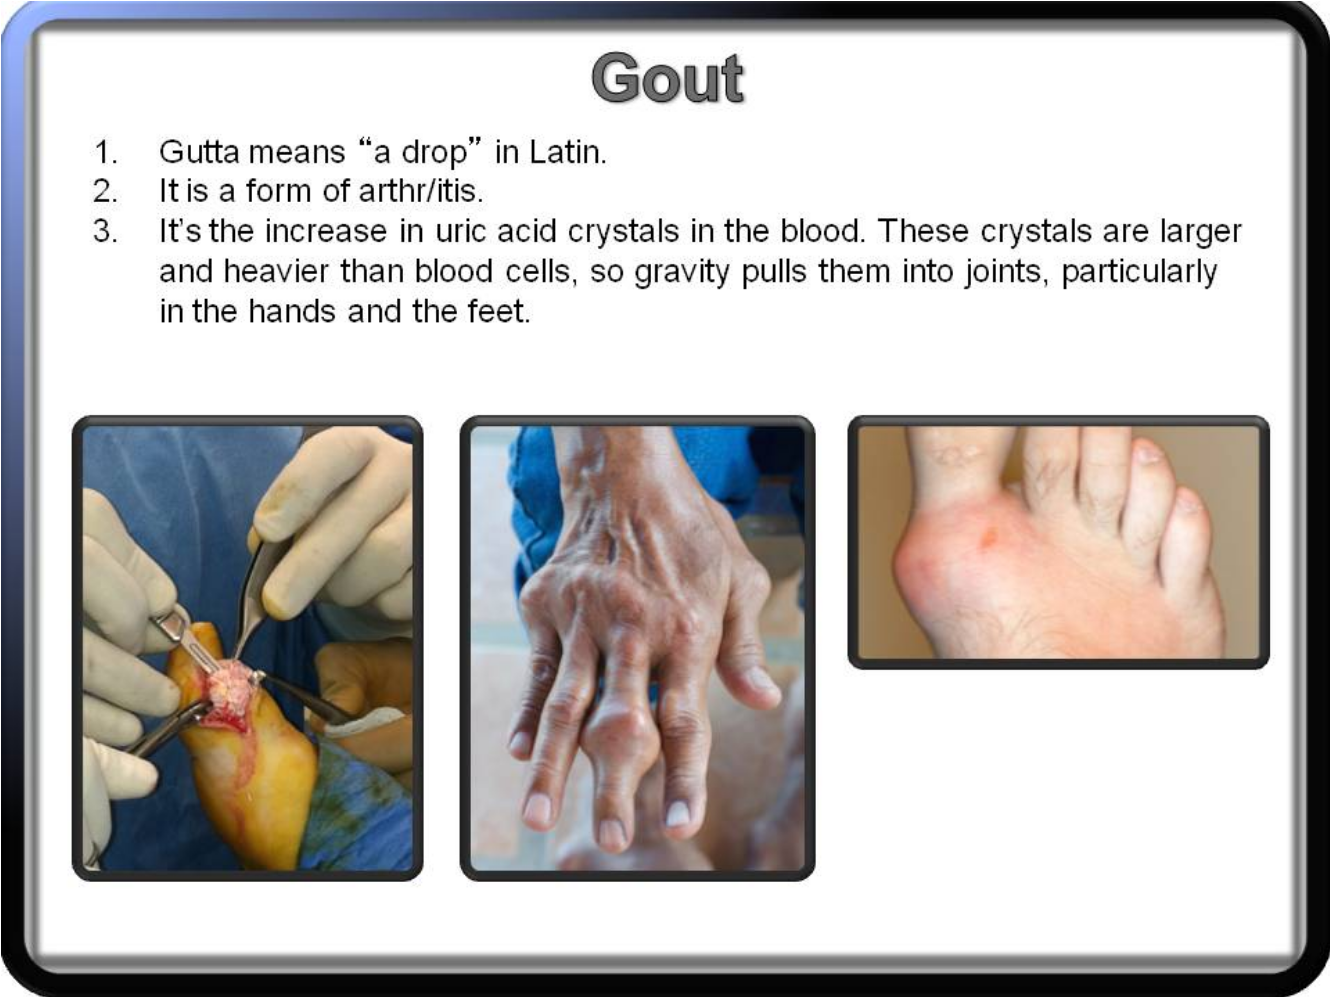 Gout
1. Gutta means “a drop” in Latin.
2. It is a form of arthr/itis.
3. It’s the increase in uric acid crystals in the blood. These crystals are larger
and heavier than blood cells, so gravity pulls them into joints, particularly
in the hands and the feet.